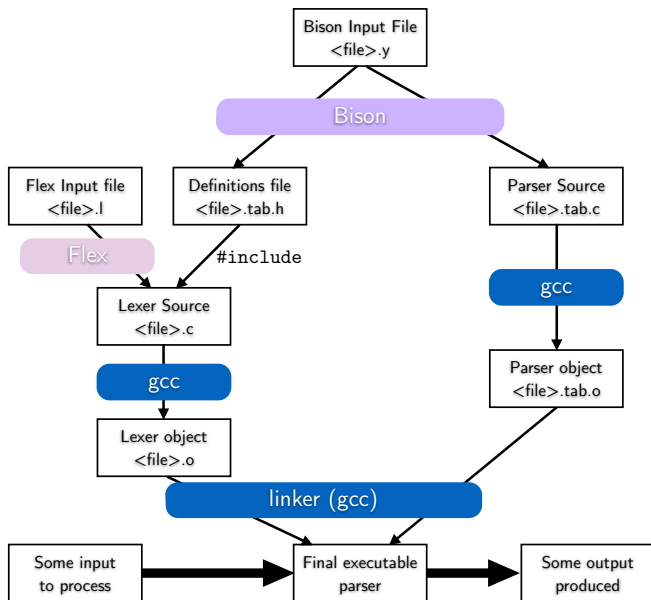 Bison Input File
<file>.y
Bison
Flex Input file
<file>.l
Definitions file
<file>.tab.h
Parser Source
<file>.tab.c
Flex
#include
gcc
Lexer Source
<file>.c
gcc
Parser object
<file>.tab.o
Lexer object
<file>.o
linker (gcc)
Some input
to process
Final executable
parser
Some output
produced